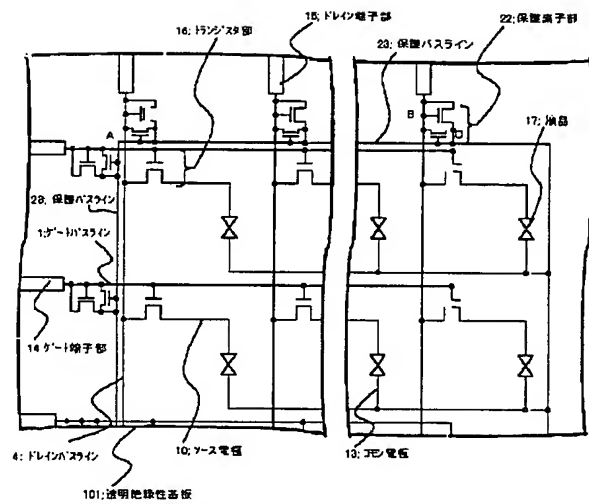 15;ドレイン端子部
22;保護素子部
16;トランジスタ部
23;保護バスライン
B
D
17;液晶
A
23;保護バスライン
1;ゲートバスライン
14ゲート端子部
4;ドレインバスライン
10;ソース電極
13;コモン電極
101;透明絶縁性基板